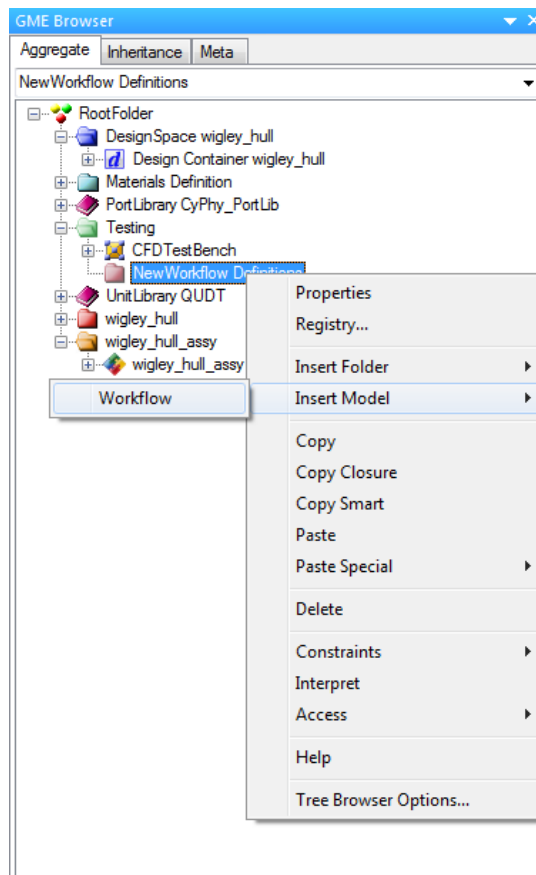 GME Browser
Aggregate Inheritance Meta
NewWorkflow Definitions
RootFolder
DesignSpace wigley_hull
d Design Container wigley_hull
Materials Definition
PortLibrary CyPhy_PortLib
Testing
CFDTestBench
NewWorkflow Definitions
UnitLibrary QUDT
wigley_hull
wigley_hull_assy
wigley_hull_assy
Workflow
Properties
Registry...
Insert Folder
Insert Model
Copy
Copy Closure
Copy Smart
Paste
Paste Special
Delete
Constraints
Interpret
Access
Help
Tree Browser Options...